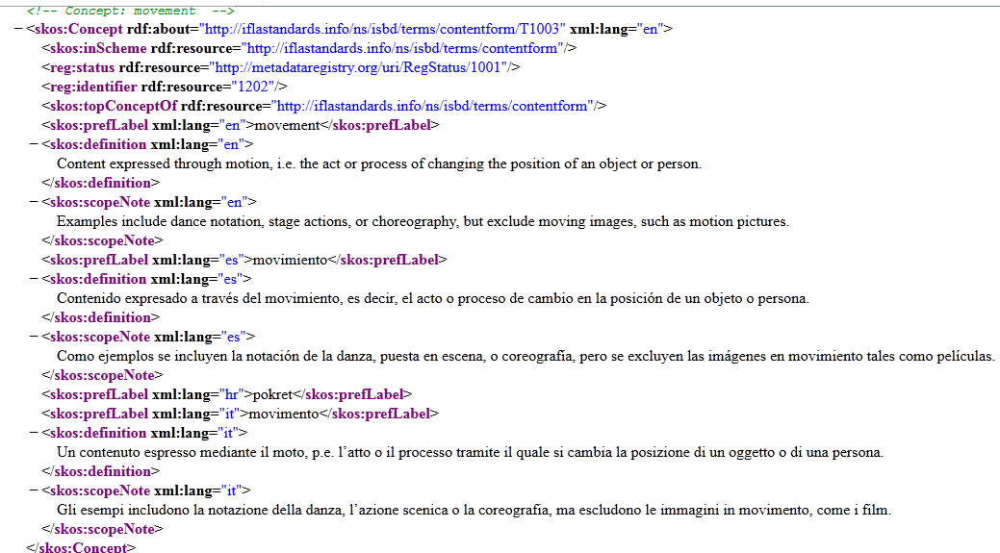 <!-- Concept: movement  -->
− <skos:Concept rdf:about="http://iflastandards.info/ns/isbd/terms/contentform/T1003" xml:lang="en">
<skos:inScheme rdf:resource="http://iflastandards.info/ns/isbd/terms/contentform"/>
<reg:status rdf:resource="http://metadataregistry.org/uri/RegStatus/1001"/>
<reg:identifier rdf:resource="1202"/>
<skos:topConceptOf rdf:resource="http://iflastandards.info/ns/isbd/terms/contentform"/>
<skos:prefLabel xml:lang="en">movement</skos:prefLabel>
− <skos:definition xml:lang="en">
Content expressed through motion, i.e. the act or process of changing the position of an object or person.
</skos:definition>
− <skos:scopeNote xml:lang="en">
Examples include dance notation, stage actions, or choreography, but exclude moving images, such as motion pictures.
</skos:scopeNote>
<skos:prefLabel xml:lang="es">movimiento</skos:prefLabel>
− <skos:definition xml:lang="es">
Contenido expresado a través del movimiento, es decir, el acto o proceso de cambio en la posición de un objeto o persona.
</skos:definition>
− <skos:scopeNote xml:lang="es">
Como ejemplos se incluyen la notación de la danza, puesta en escena, o coreografía, pero se excluyen las imágenes en movimiento tales como películas.
</skos:scopeNote>
<skos:prefLabel xml:lang="hr">pokret</skos:prefLabel>
<skos:prefLabel xml:lang="it">movimento</skos:prefLabel>
− <skos:definition xml:lang="it">
Un contenuto espresso mediante il moto, p.e. l'atto o il processo tramite il quale si cambia la posizione di un oggetto o di una persona.
</skos:definition>
− <skos:scopeNote xml:lang="it">
Gli esempi includono la notazione della danza, l'azione scenica o la coreografia, ma escludono le immagini in movimento, come i film.
</skos:scopeNote>
</skos:Concept>